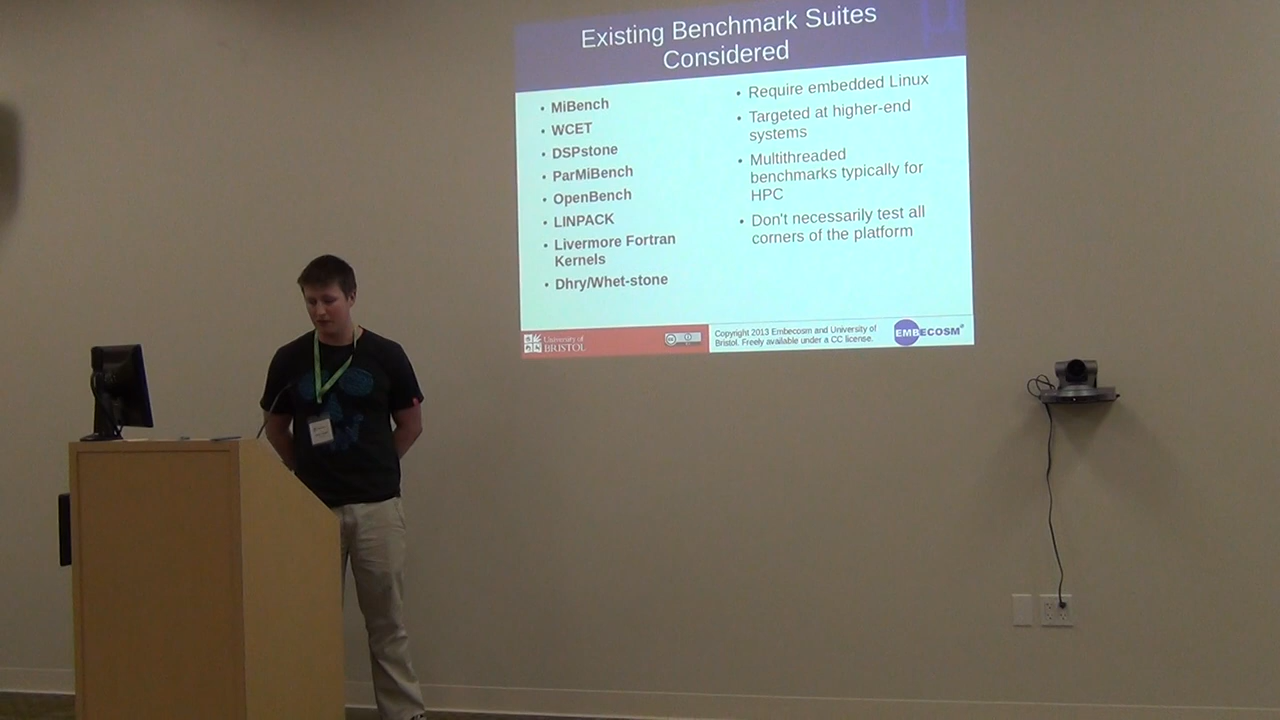 Existing Benchmark Suites
Considered
• MiBench
• WCET
• DSPstone
• ParMiBench
• OpenBench
• LINPACK
• Livermore Fortran
Kernels
• Dhry/Whet-stone
• Require embedded Linux
• Targeted at higher-end
systems
• Multithreaded
benchmarks typically for
HPC
• Don't necessarily test all
corners of the platform
University of
BRISTOL
Copyright 2013 Embecosm and University of
Bristol. Freely available under a CC license.
EMBECOSM